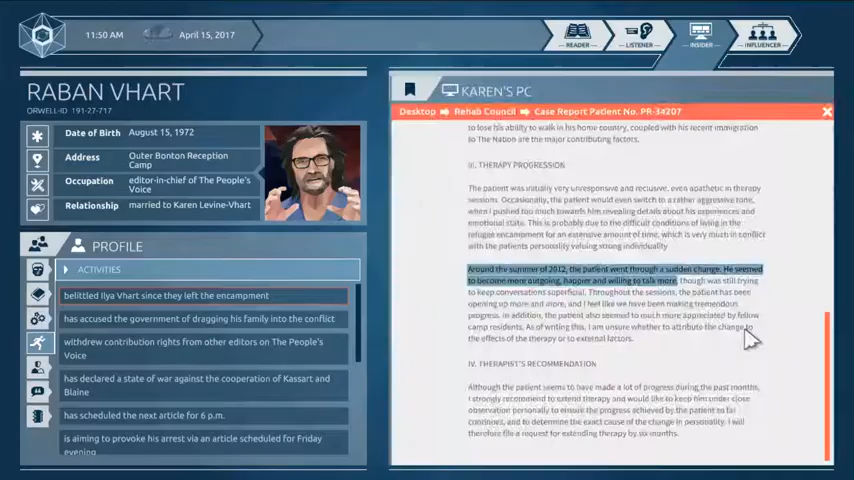 11:50 AM
April 15, 2017
READER
LISTENER
INSIDER
INFLUENCER
RABAN VHART
ORWELL-ID 191-27-717
Date of Birth August 15, 1972
Address Outer Bonton Reception
Camp
Occupation editor-in-chief of The People's
Voice
Relationship married to Karen Levine-Vhart
PROFILE
ACTIVITIES
belittled Ilya Vhart since they left the encampment
has accused the government of dragging his family into the conflict
withdrew contribution rights from other editors on The People's
Voice
has declared a state of war against the cooperation of Kassart and
Blaine
has scheduled the next article for 6 p.m.
is aiming to provoke his arrest via an article scheduled for Friday
evening
KAREN'S PC
Desktop Rehab Council Case Report Patient No. PR-34207
to lose his ability to walk in his home country, coupled with his recent immigration
to The Nation are the major contributing factors.
III. THERAPY PROGRESSION
The patient was initially very unresponsive and reclusive, even apathetic in therapy
sessions. Occasionally, the patient would even switch to a rather aggressive tone,
when I pushed too much towards him revealing details about his experiences and
emotional state. This is probably due to the difficult conditions of living in the
refugee encampment for an extensive amount of time, which is very much in conflict
with the patients personality valuing strong individuality
Around the summer of 2012, the patient went through a sudden change. He seemed
to become more outgoing, happier and willing to talk more, though was still trying
to keep conversations superficial. Throughout the sessions, the patient has been
opening up more and more, and I feel like we have been making tremendous
progress. In addition, the patient also seemed to much more appreciated by fellow
camp residents. As of writing this, I am unsure whether to attribute the change to
the effects of the therapy or to external factors.
IV. THERAPIST'S RECOMMENDATION
Although the patient seems to have made a lot of progress during the past months,
I strongly recommend to extend therapy and would like to keep him under close
observation personally to ensure the progress achieved by the patient so far
continues, and to determine the exact cause of the change in personality. I will
therefore file a request for extending therapy by six months.